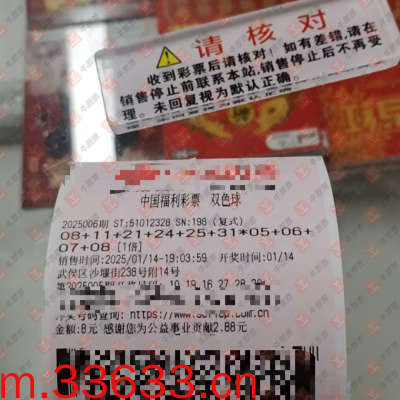 请核对
收到彩票后请核对！如有差错,请在
销售停止前联系本站,销售停止后不再受
理。未回复视为默认正确。
中国福利彩票 双色球
2025006期 ST:51012328 SN:198 (复式)
08+11+21+24+25+31*05+06+
07+08 [1倍]
销售时间:2025/01/14-19:03:59 开奖时间:01/14
武侯区沙堰街238号附14号
金额:8元 感谢您为公益事业贡献2.88元
m.33633.cn